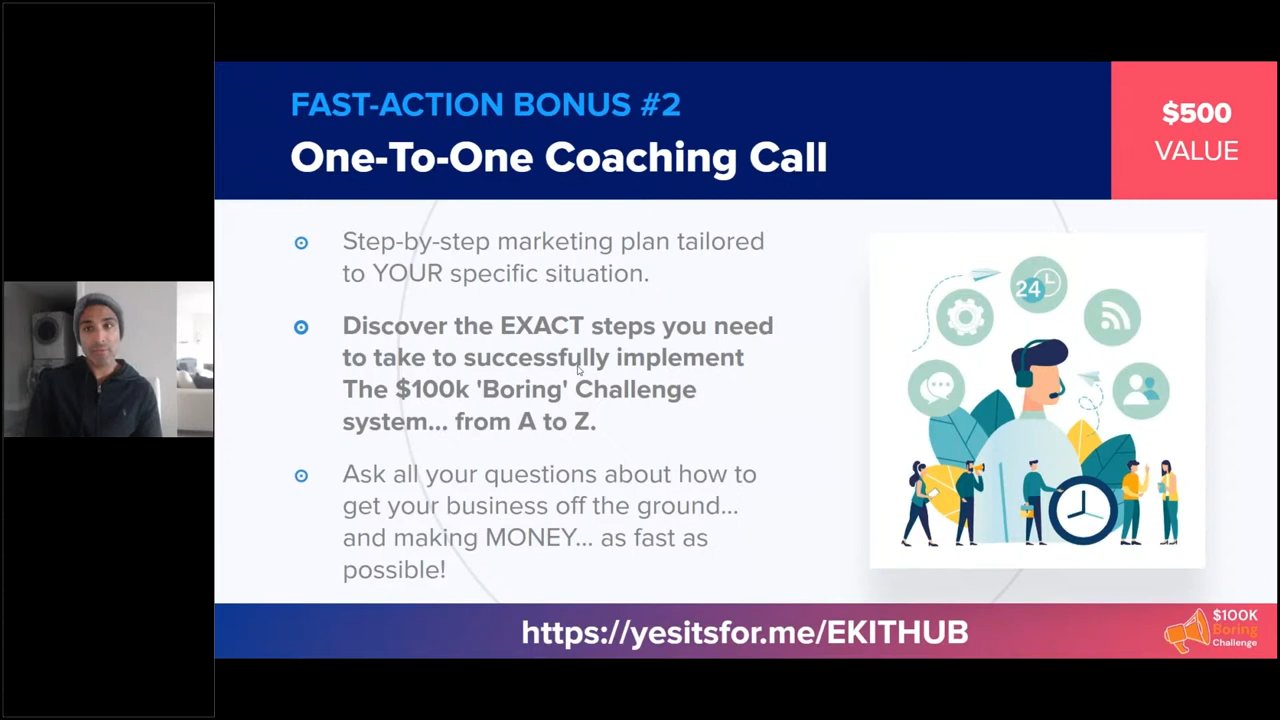 FAST-ACTION BONUS #2
One-To-One Coaching Call
$500
VALUE
Step-by-step marketing plan tailored
to YOUR specific situation.
Discover the EXACT steps you need
to take to successfully implement
The $100k 'Boring' Challenge
system... from A to Z.
Ask all your questions about how to
get your business off the ground...
and making MONEY... as fast as
possible!
24
https://yesitsfor.me/EKITHUB
$100K
Boring
Challenge